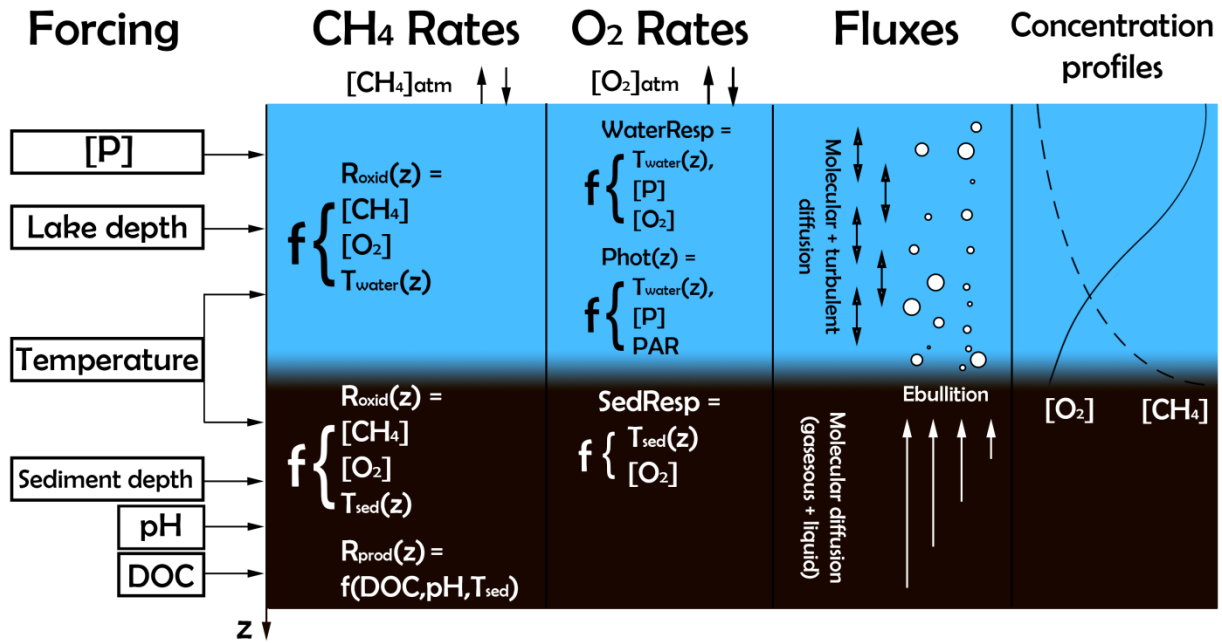 Forcing
CH₄ Rates
O₂ Rates
Fluxes
Concentration
profiles
[CH₄]atm
[O₂]atm
[P]
Lake depth
Temperature
Sediment depth
pH
DOC
z
Roxid(z) =
f{
[CH₄]
[O₂]
Twater(z)
Roxid(z) =
f{
[CH₄]
[O₂]
Tsed(z)
Rprod(z) =
f(DOC,pH,Tsed)
WaterResp =
f{
Twater(z),
[P]
[O₂]
Phot(z) =
f{
Twater(z),
[P]
PAR
SedResp =
f{
Tsed(z)
[O₂]
Molecular + turbulent
diffusion
Ebullition
Molecular diffusion
(gasesous + liquid)
[O₂]
[CH₄]